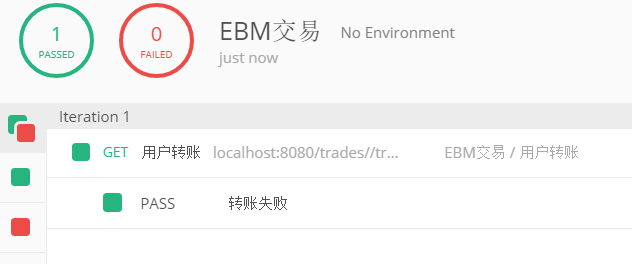 1
PASSED
0
FAILED
EBM交易 No Environment
just now
Iteration 1
GET 用户转账 localhost:8080/trades//tr... EBM交易 / 用户转账
PASS 转账失败